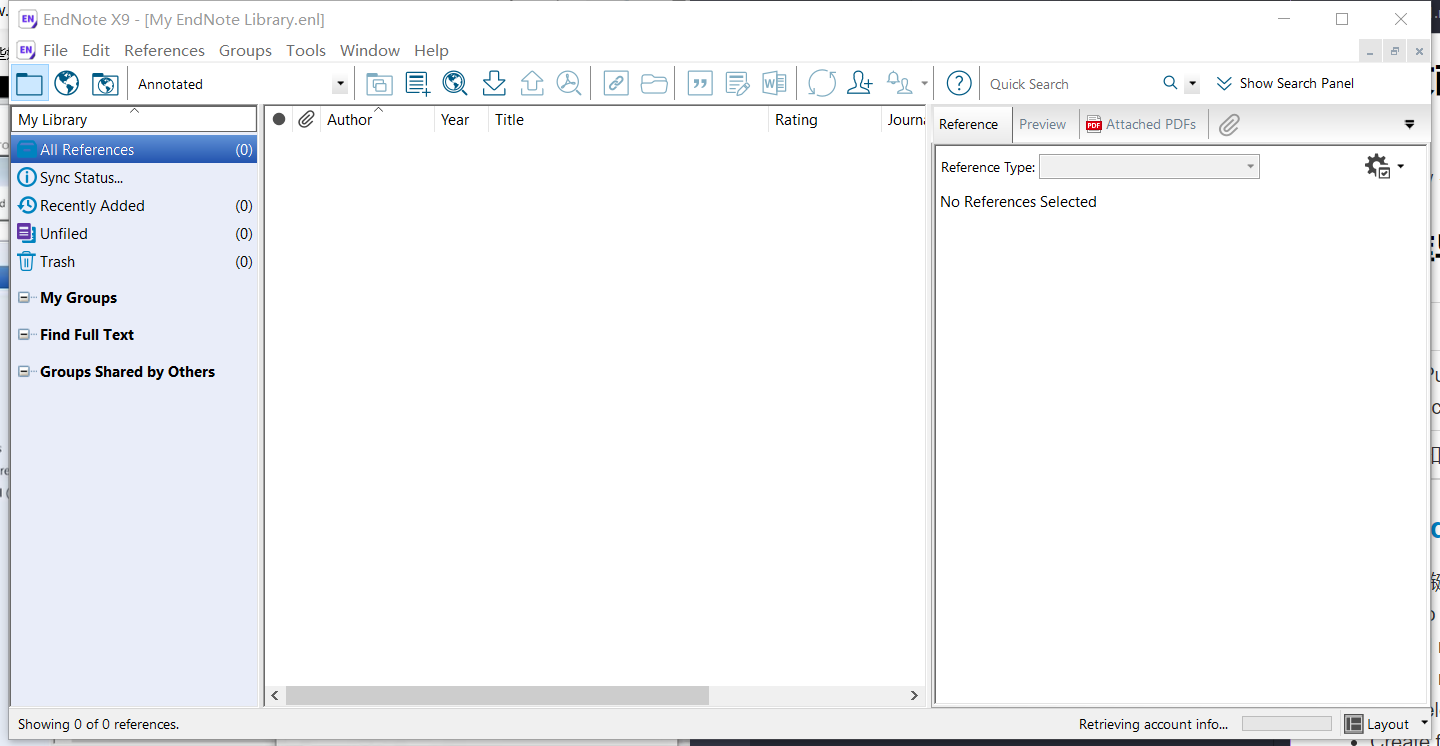 EndNote X9 - [My EndNote Library.enl]
File Edit References Groups Tools Window Help
Annotated
Quick Search
Show Search Panel
My Library
Author Year Title Rating Journa
Reference Preview Attached PDFs
All References (0)
Sync Status...
Recently Added (0)
Unfiled (0)
Trash (0)
My Groups
Find Full Text
Groups Shared by Others
Reference Type:
No References Selected
Showing 0 of 0 references.
Retrieving account info...
Layout
Create f